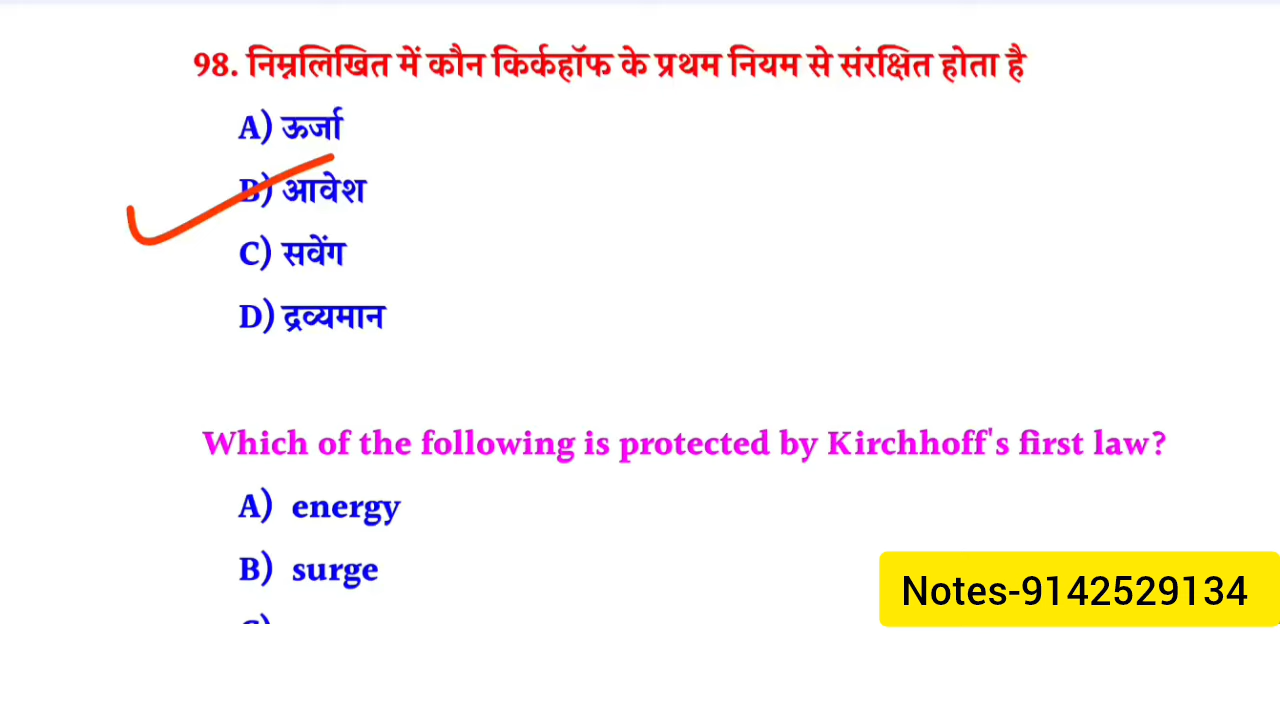 98. निम्नलिखित में कौन किर्कहॉफ के प्रथम नियम से संरक्षित होता है
A) ऊर्जा
B) आवेश
C) सवेंग
D) द्रव्यमान
Which of the following is protected by Kirchhoff's first law?
A) energy
B) surge
Notes-9142529134